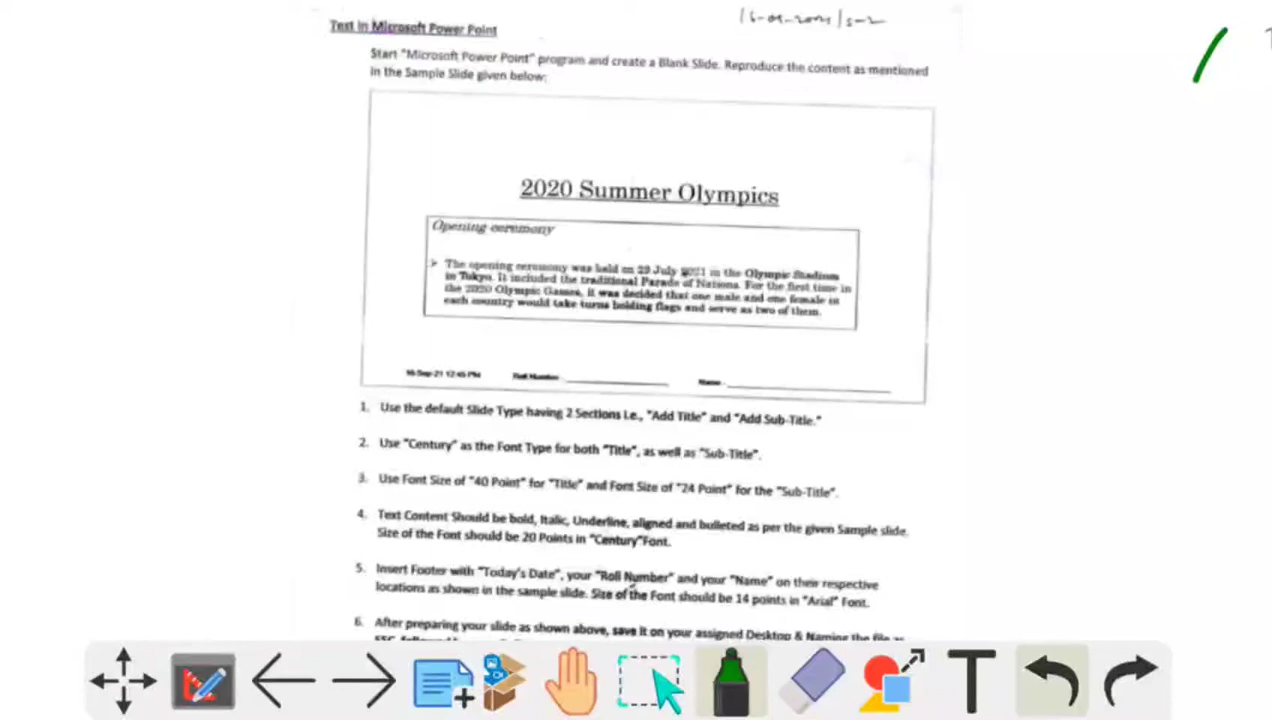 Text in Microsoft Power Point
Start "Microsoft Power Point" program and create a Blank Slide. Reproduce the content as mentioned
in the Sample Slide given below:
2020 Summer Olympics
Opening ceremony
➢ The opening ceremony was held on 23 July 2021 in the Olympic Stadium
in Tokyo. It included the traditional Parade of Nations. For the first time in
the 2020 Olympic Games, it was decided that one male and one female in
each country would take turns holding flags and serve as two of them.
16-Sep-21 12:45 PM Roll Number Name
1. Use the default Slide Type having 2 Sections i.e., "Add Title" and "Add Sub-Title."
2. Use "Century" as the Font Type for both "Title", as well as "Sub-Title".
3. Use Font Size of "40 Point" for "Title" and Font Size of "24 Point" for the "Sub-Title".
4. Text Content Should be bold, Italic, Underline, aligned and bulleted as per the given Sample slide.
Size of the Font should be 20 Points in "Century"Font.
5. Insert Footer with "Today's Date", your "Roll Number" and your "Name" on their respective
locations as shown in the sample slide. Size of the Font should be 14 points in "Arial" Font.
6. After preparing your slide as shown above, save it on your assigned Desktop & Naming the file as